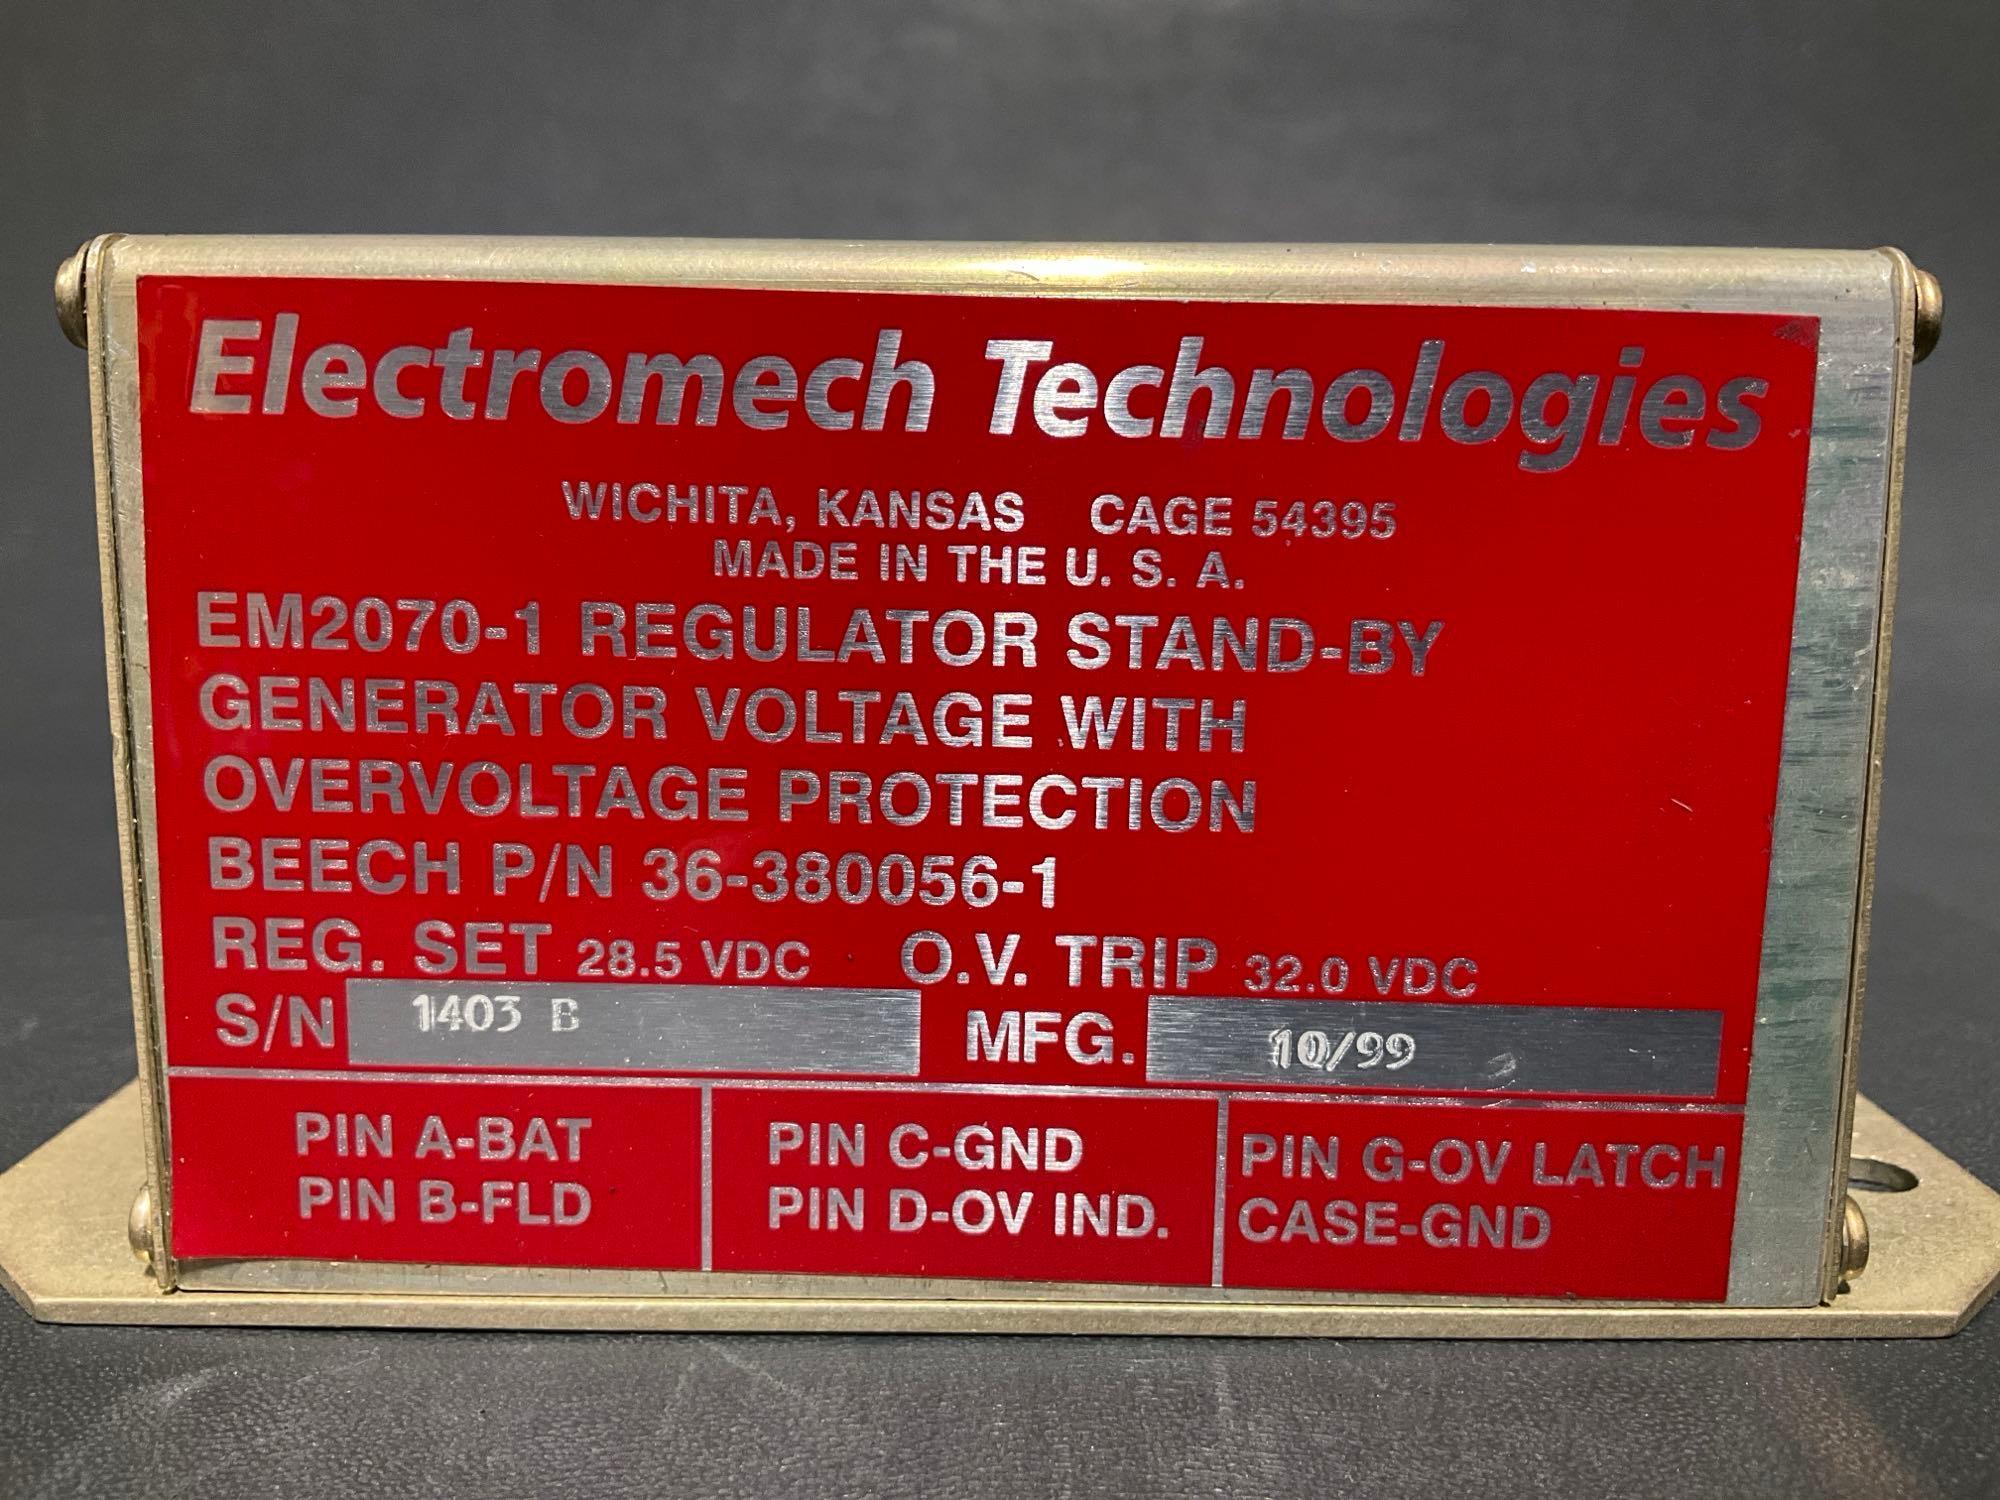 Electromech Technologies
WICHITA, KANSAS CAGE 54395
MADE IN THE U. S. A.
EM2070-1 REGULATOR STAND-BY
GENERATOR VOLTAGE WITH
OVERVOLTAGE PROTECTION
BEECH P/N 36-380056-1
REG. SET 28.5 VDC O.V. TRIP 32.0 VDC
S/N 1403 B MFG. 10/99
PIN A-BAT
PIN B-FLD
PIN C-GND
PIN D-OV IND.
PIN G-OV LATCH
CASE-GND